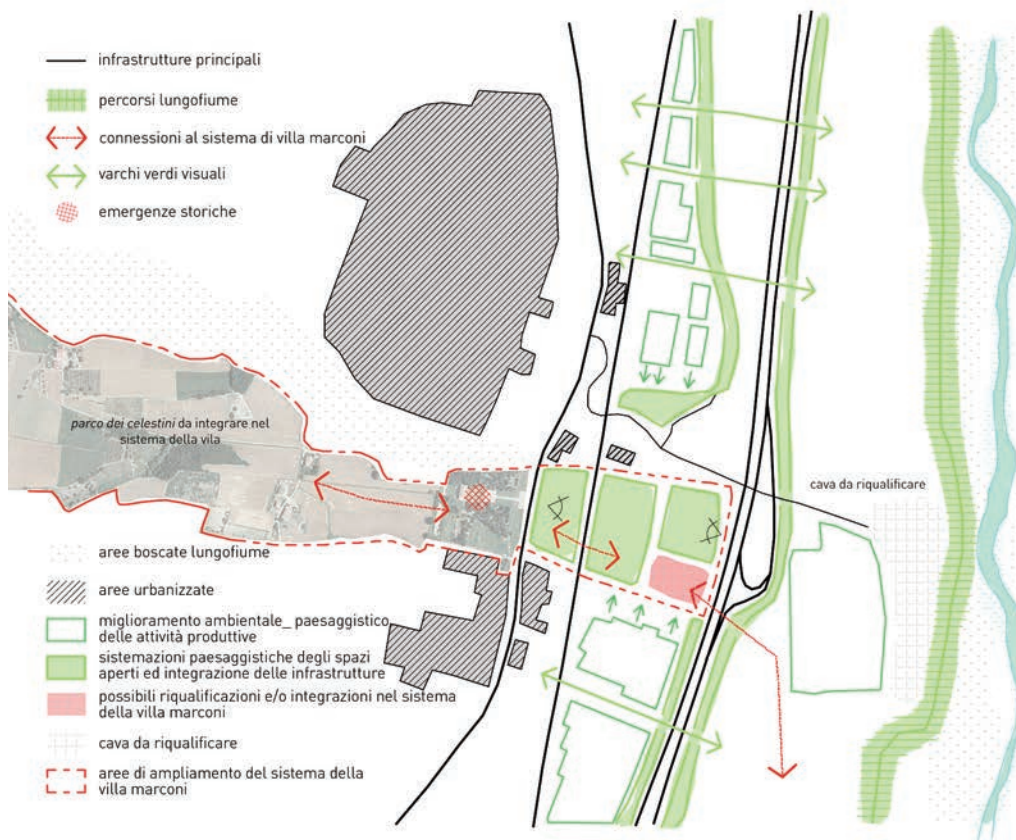 infrastrutture principali
percorsi lungofiume
connessioni al sistema di villa marconi
varchi verdi visuali
emergenze storiche
parco dei celestini da integrare nel
sistema della vila
cava da riqualificare
aree boscate lungofiume
aree urbanizzate
miglioramento ambientale_ paesaggistico
delle attività produttive
sistemazioni paesaggistiche degli spazi
aperti ed integrazione delle infrastrutture
possibili riqualificazioni e/o integrazioni nel sistema
della villa marconi
cava da riqualificare
aree di ampliamento del sistema della
villa marconi